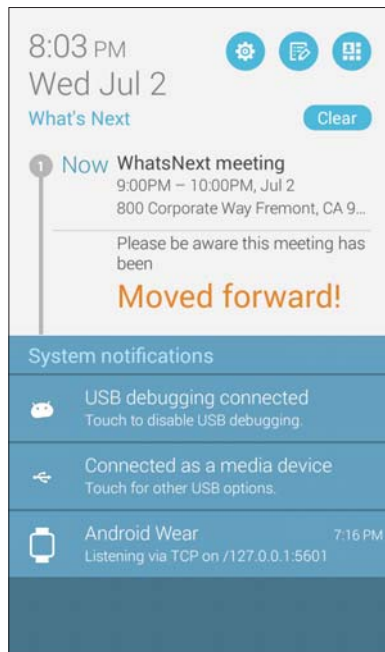 8:03 PM
Wed Jul 2
What's Next
Clear
1
Now
WhatsNext meeting
9:00PM – 10:00PM, Jul 2
800 Corporate Way Fremont, CA 9...
Please be aware this meeting has
been
Moved forward!
System notifications
USB debugging connected
Touch to disable USB debugging.
Connected as a media device
Touch for other USB options.
Android Wear
7:16 PM
Listening via TCP on /127.0.0.1:5601